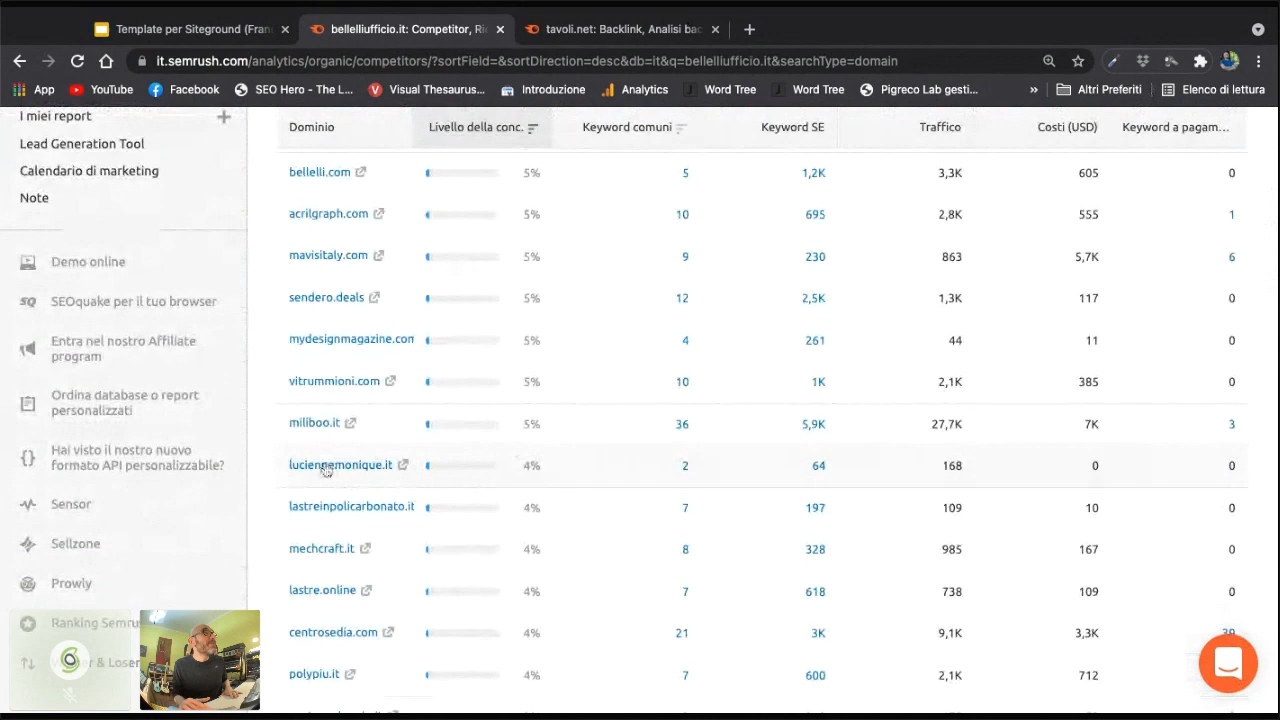 Template per Siteground (Fran
bellelliufficio.it: Competitor, Ri
tavoli.net: Backlink, Analisi bac
it.semrush.com/analytics/organic/competitors/?sortField=&sortDirection=desc&db=it&q=bellelliufficio.it&searchType=domain
App YouTube Facebook SEO Hero - The L... Visual Thesaurus... Introduzione Analytics Word Tree Word Tree Pigreco Lab gesti... » Altri Preferiti Elenco di lettura
I miei report +
Lead Generation Tool
Calendario di marketing
Note
Demo online
SEOquake per il tuo browser
Entra nel nostro Affiliate
program
Ordina database o report
personalizzati
Hai visto il nostro nuovo
formato API personalizzabile?
Sensor
Sellzone
Prowly
Ranking Semru
Dominio Livello della conc. Keyword comuni Keyword SE Traffico Costi (USD) Keyword a pagam...
bellelli.com 5% 5 1,2K 3,3K 605 0
acrilgraph.com 5% 10 695 2,8K 555 1
mavisitaly.com 5% 9 230 863 5,7K 6
sendero.deals 5% 12 2,5K 1,3K 117 0
mydesignmagazine.com 5% 4 261 44 11 0
vitrummioni.com 5% 10 1K 2,1K 385 0
miliboo.it 5% 36 5,9K 27,7K 7K 3
luciennemonique.it 4% 2 64 168 0 0
lastreinpolicarbonato.it 4% 7 197 109 10 0
mechcraft.it 4% 8 328 985 167 0
lastre.online 4% 7 618 738 109 0
centrosedia.com 4% 21 3K 9,1K 3,3K 39
polypiu.it 4% 7 600 2,1K 712